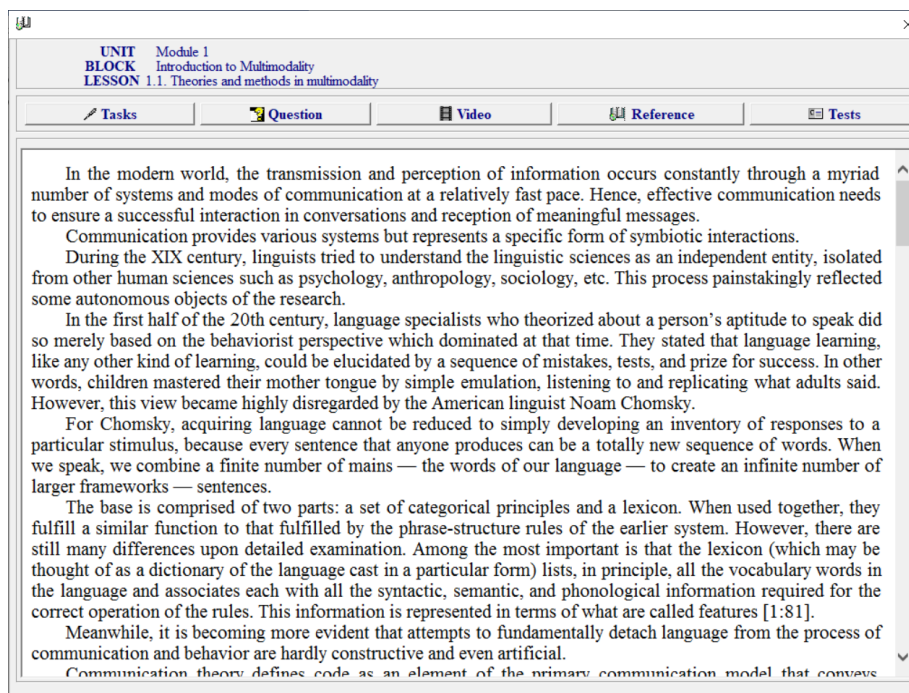 UNIT Module 1
BLOCK Introduction to Multimodality
LESSON 1.1. Theories and methods in multimodality
Tasks Question Video Reference Tests
In the modern world, the transmission and perception of information occurs constantly through a myriad
number of systems and modes of communication at a relatively fast pace. Hence, effective communication needs
to ensure a successful interaction in conversations and reception of meaningful messages.
Communication provides various systems but represents a specific form of symbiotic interactions.
During the XIX century, linguists tried to understand the linguistic sciences as an independent entity, isolated
from other human sciences such as psychology, anthropology, sociology, etc. This process painstakingly reflected
some autonomous objects of the research.
In the first half of the 20th century, language specialists who theorized about a person’s aptitude to speak did
so merely based on the behaviorist perspective which dominated at that time. They stated that language learning,
like any other kind of learning, could be elucidated by a sequence of mistakes, tests, and prize for success. In other
words, children mastered their mother tongue by simple emulation, listening to and replicating what adults said.
However, this view became highly disregarded by the American linguist Noam Chomsky.
For Chomsky, acquiring language cannot be reduced to simply developing an inventory of responses to a
particular stimulus, because every sentence that anyone produces can be a totally new sequence of words. When
we speak, we combine a finite number of mains — the words of our language — to create an infinite number of
larger frameworks — sentences.
The base is comprised of two parts: a set of categorical principles and a lexicon. When used together, they
fulfill a similar function to that fulfilled by the phrase-structure rules of the earlier system. However, there are
still many differences upon detailed examination. Among the most important is that the lexicon (which may be
thought of as a dictionary of the language cast in a particular form) lists, in principle, all the vocabulary words in
the language and associates each with all the syntactic, semantic, and phonological information required for the
correct operation of the rules. This information is represented in terms of what are called features [1:81].
Meanwhile, it is becoming more evident that attempts to fundamentally detach language from the process of
communication and behavior are hardly constructive and even artificial.
Communication theory defines code as an element of the primary communication model that conveys